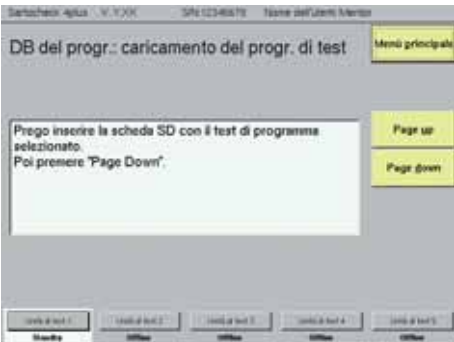 Sartocheck 4plus V. Y.XX S/N:12345678 Nome dell'utent. Mentor
DB del progr.: caricamento del progr. di test
Menù principale
Prego inserire la scheda SD con il test di programma
selezionato.
Poi premere "Page Down".
Page up
Page down
Unità di test 1 Unità di test 2 Unità di test 3 Unità di test 4 Unità di test 5
Standby Offline Offline Offline Offline